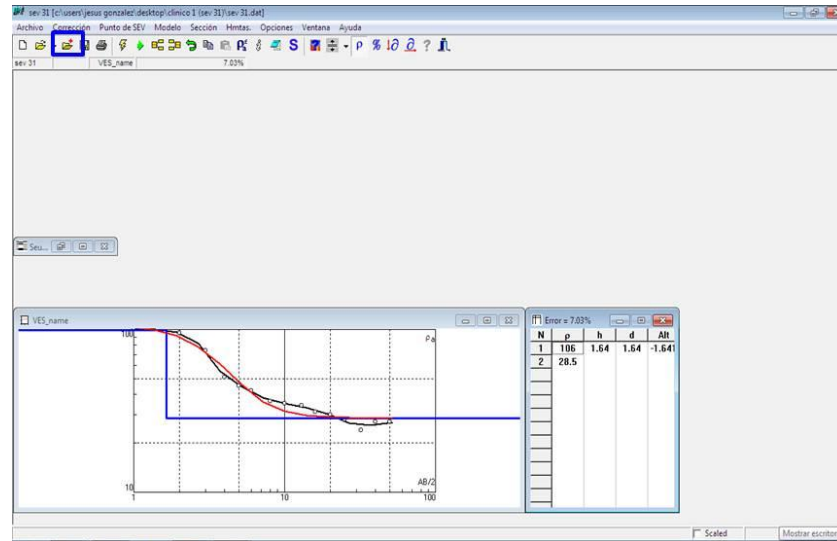 sev 31 [c:\users\jesus gonzalez\desktop\clinico 1 (sev 31)\sev 31.dat]
Archivo Corrección Punto de SEV Modelo Sección Hmtas. Opciones Ventana Ayuda
ρ % ?
sev 31 VES_name 7.03%
Seu...
VES_name
Error = 7.03%
N ρ h d Alt
1 106 1.64 1.64 -1.641
2 28.5
100
ρa
10
AB/2
1 10 100
Scaled
Mostrar escritor